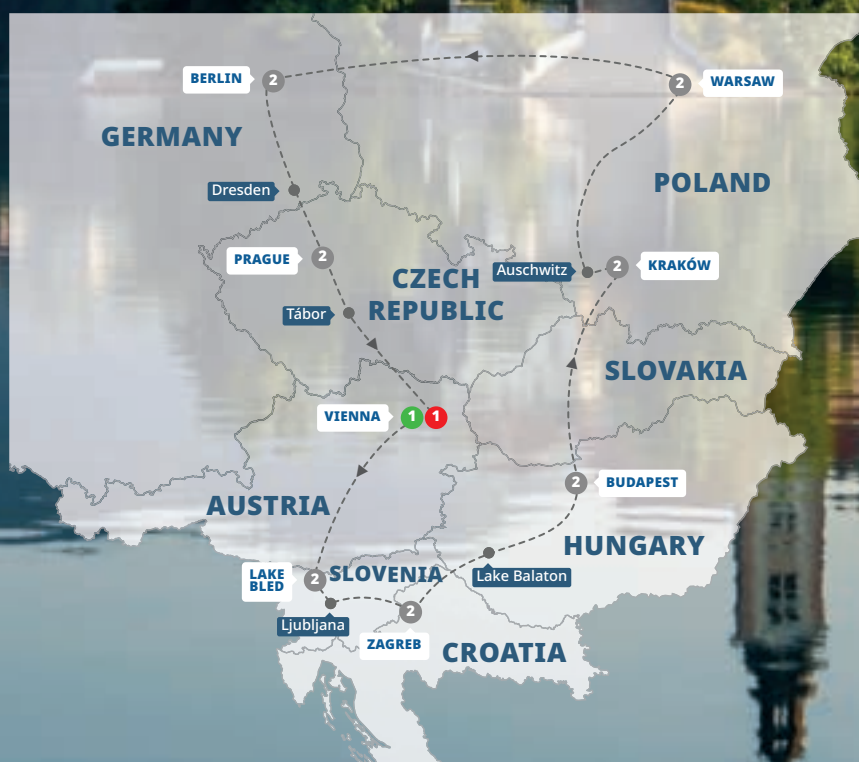 BERLIN
2
2
WARSAW
GERMANY
POLAND
Dresden
PRAGUE
2
CZECH
REPUBLIC
Auschwitz
2
KRAKÓW
Tábor
SLOVAKIA
VIENNA
1
1
AUSTRIA
2
BUDAPEST
HUNGARY
LAKE
BLED
2
SLOVENIA
Lake Balaton
Ljubljana
2
ZAGREB
CROATIA